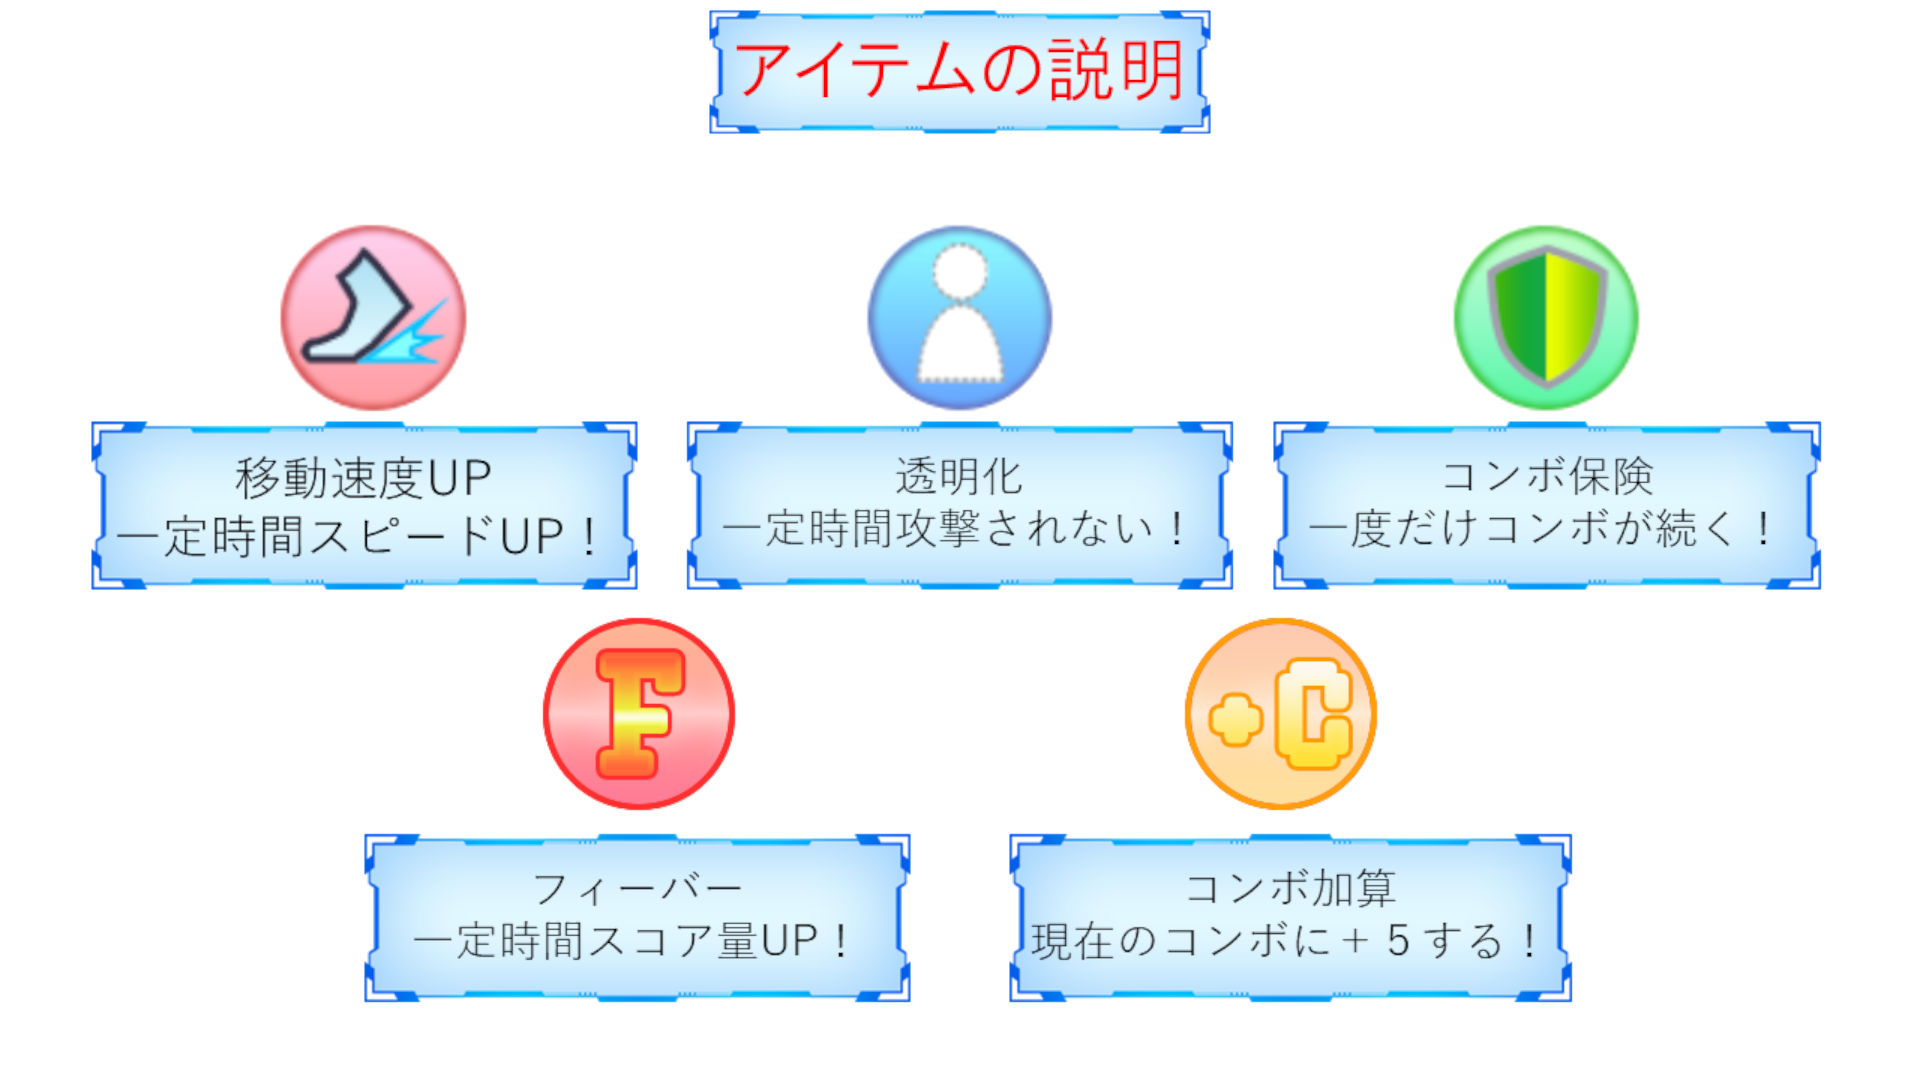 アイテムの説明
移動速度UP
一定時間スピードUP！
透明化
一定時間攻撃されない！
コンボ保険
一度だけコンボが続く！
F
+C
フィーバー
一定時間スコア量UP！
コンボ加算
現在のコンボに＋５する！